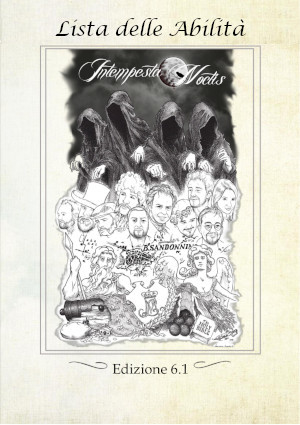 Lista delle Abilità
Intempesta Noctis
B.SANDONNINI
Edizione 6.1